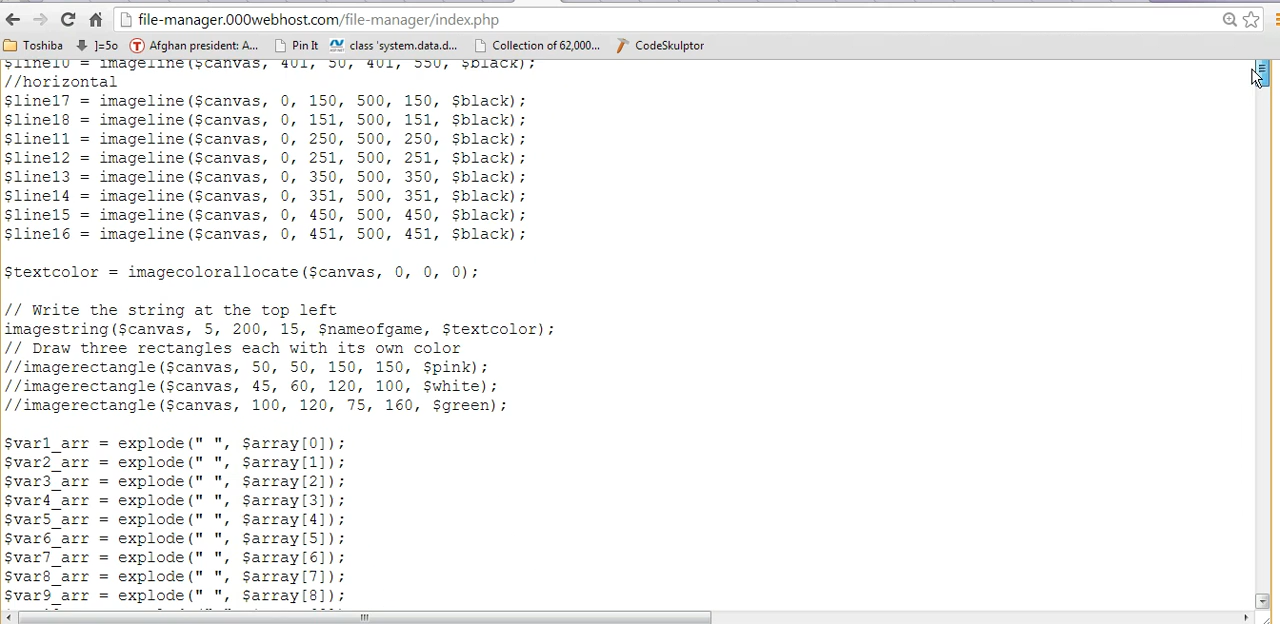 file-manager.000webhost.com/file-manager/index.php
Toshiba ]=5o Afghan president: A... Pin It class 'system.data.d... Collection of 62,000... CodeSkulptor
$line10 = imageline($canvas, 401, 50, 401, 550, $black);
//horizontal
$line17 = imageline($canvas, 0, 150, 500, 150, $black);
$line18 = imageline($canvas, 0, 151, 500, 151, $black);
$line11 = imageline($canvas, 0, 250, 500, 250, $black);
$line12 = imageline($canvas, 0, 251, 500, 251, $black);
$line13 = imageline($canvas, 0, 350, 500, 350, $black);
$line14 = imageline($canvas, 0, 351, 500, 351, $black);
$line15 = imageline($canvas, 0, 450, 500, 450, $black);
$line16 = imageline($canvas, 0, 451, 500, 451, $black);
$textcolor = imagecolorallocate($canvas, 0, 0, 0);
// Write the string at the top left
imagestring($canvas, 5, 200, 15, $nameofgame, $textcolor);
// Draw three rectangles each with its own color
//imagerectangle($canvas, 50, 50, 150, 150, $pink);
//imagerectangle($canvas, 45, 60, 120, 100, $white);
//imagerectangle($canvas, 100, 120, 75, 160, $green);
$var1_arr = explode(" ", $array[0]);
$var2_arr = explode(" ", $array[1]);
$var3_arr = explode(" ", $array[2]);
$var4_arr = explode(" ", $array[3]);
$var5_arr = explode(" ", $array[4]);
$var6_arr = explode(" ", $array[5]);
$var7_arr = explode(" ", $array[6]);
$var8_arr = explode(" ", $array[7]);
$var9_arr = explode(" ", $array[8]);